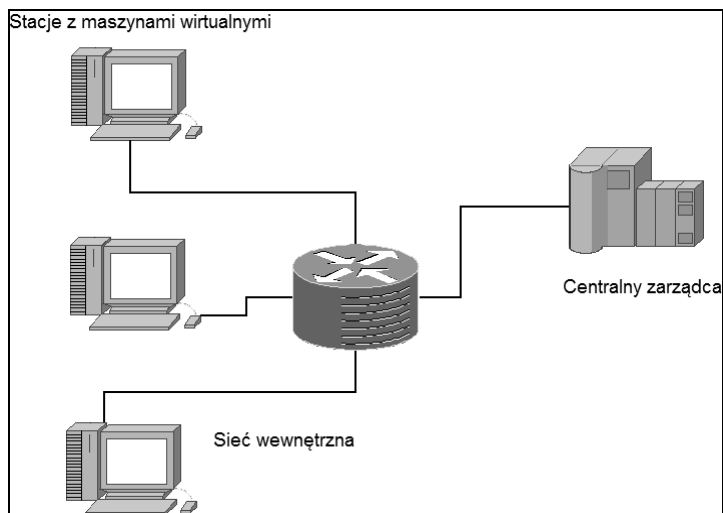 Stacje z maszynami wirtualnymi
Centralny zarządca
Sieć wewnętrzna